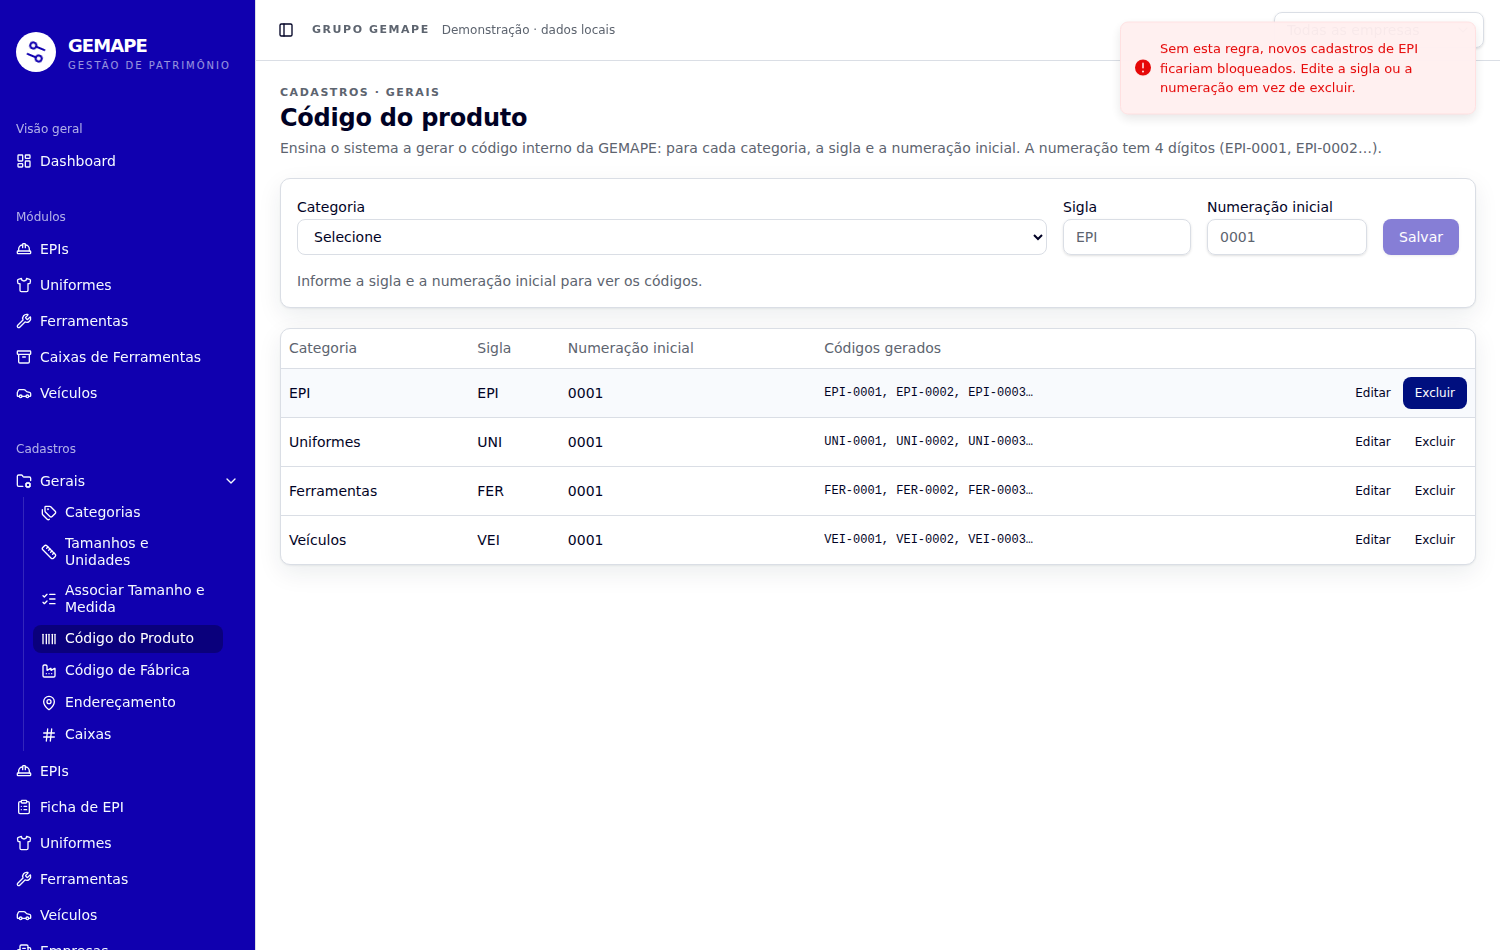 GEMAPE
GESTÃO DE PATRIMÔNIO
Visão geral
Dashboard
Módulos
EPIs
Uniformes
Ferramentas
Caixas de Ferramentas
Veículos
Cadastros
Gerais
Categorias
Tamanhos e
Unidades
Associar Tamanho e
Medida
Código do Produto
Código de Fábrica
Endereçamento
Caixas
EPIs
Ficha de EPI
Uniformes
Ferramentas
Veículos
Empresas
GRUPO GEMAPE Demonstração · dados locais
Sem esta regra, novos cadastros de EPI
ficariam bloqueados. Edite a sigla ou a
numeração em vez de excluir.
CADASTROS · GERAIS
Código do produto
Ensina o sistema a gerar o código interno da GEMAPE: para cada categoria, a sigla e a numeração inicial. A numeração tem 4 dígitos (EPI-0001, EPI-0002…).
Categoria Sigla Numeração inicial
Selecione EPI 0001 Salvar
Informe a sigla e a numeração inicial para ver os códigos.
Categoria Sigla Numeração inicial Códigos gerados
EPI EPI 0001 EPI-0001, EPI-0002, EPI-0003… Editar Excluir
Uniformes UNI 0001 UNI-0001, UNI-0002, UNI-0003… Editar Excluir
Ferramentas FER 0001 FER-0001, FER-0002, FER-0003… Editar Excluir
Veículos VEI 0001 VEI-0001, VEI-0002, VEI-0003… Editar Excluir